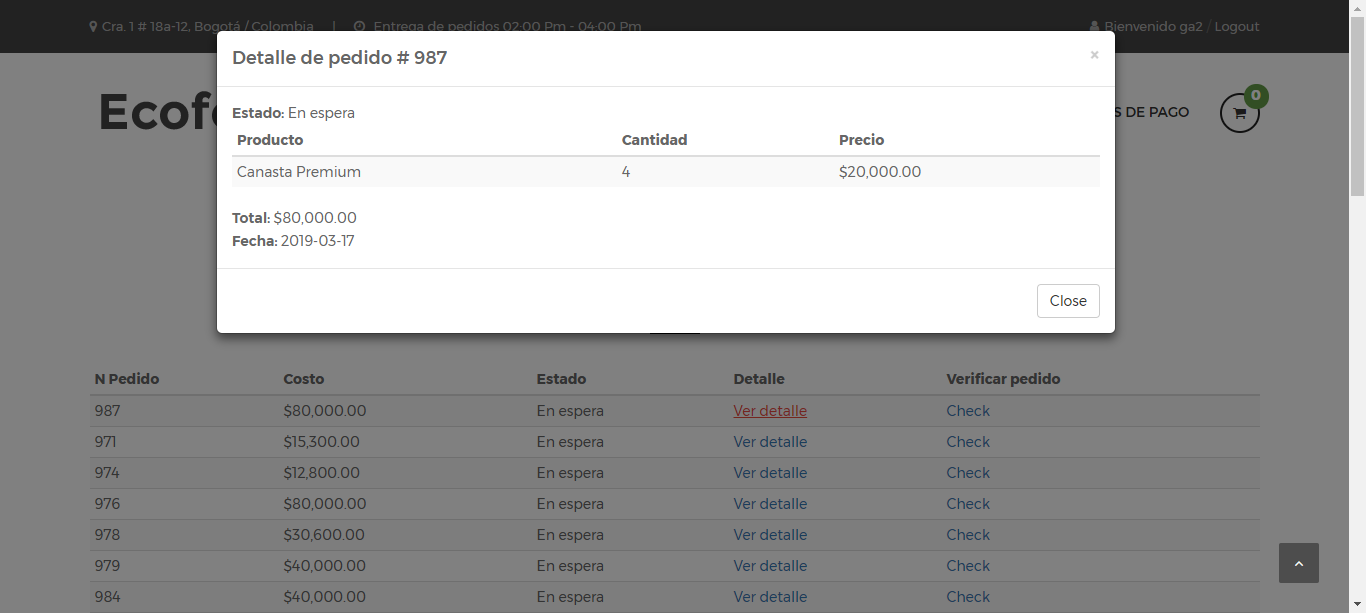 Cra. 1 # 18a-12, Bogotá / Colombia | Entrega de pedidos 02:00 Pm - 04:00 Pm Bienvenido ga2 / Logout
Detalle de pedido # 987 ×
Estado: En espera
Producto Cantidad Precio
Canasta Premium 4 $20,000.00
Total: $80,000.00
Fecha: 2019-03-17
Close
DE PAGO 0
N Pedido Costo Estado Detalle Verificar pedido
987 $80,000.00 En espera Ver detalle Check
971 $15,300.00 En espera Ver detalle Check
974 $12,800.00 En espera Ver detalle Check
976 $80,000.00 En espera Ver detalle Check
978 $30,600.00 En espera Ver detalle Check
979 $40,000.00 En espera Ver detalle Check
984 $40,000.00 En espera Ver detalle Check